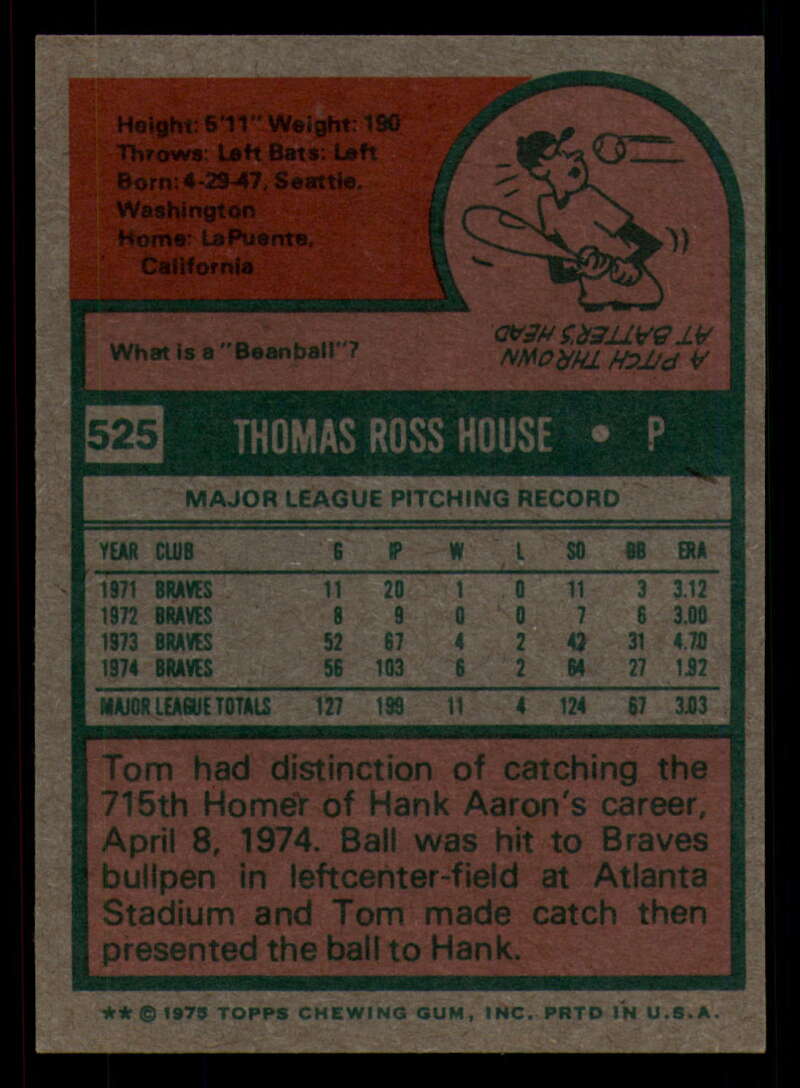 Height: 5'11" Weight: 190
Throws: Left Bats: Left
Born: 4-29-47, Seattle,
Washington
Home: LaPuente,
California
What is a "Beanball"?
A PITCH THROWN
AT BATTER'S HEAD
525 THOMAS ROSS HOUSE • P
MAJOR LEAGUE PITCHING RECORD
YEAR CLUB G IP W L SO BB ERA
1971 BRAVES 11 20 1 0 11 3 3.12
1972 BRAVES 8 9 0 0 7 6 3.00
1973 BRAVES 52 67 4 2 42 31 4.70
1974 BRAVES 56 103 6 2 64 27 1.92
MAJOR LEAGUE TOTALS 127 199 11 4 124 67 3.03
Tom had distinction of catching the
715th Homer of Hank Aaron's career,
April 8, 1974. Ball was hit to Braves
bullpen in leftcenter-field at Atlanta
Stadium and Tom made catch then
presented the ball to Hank.
** © 1975 TOPPS CHEWING GUM, INC. PRTD IN U.S.A.